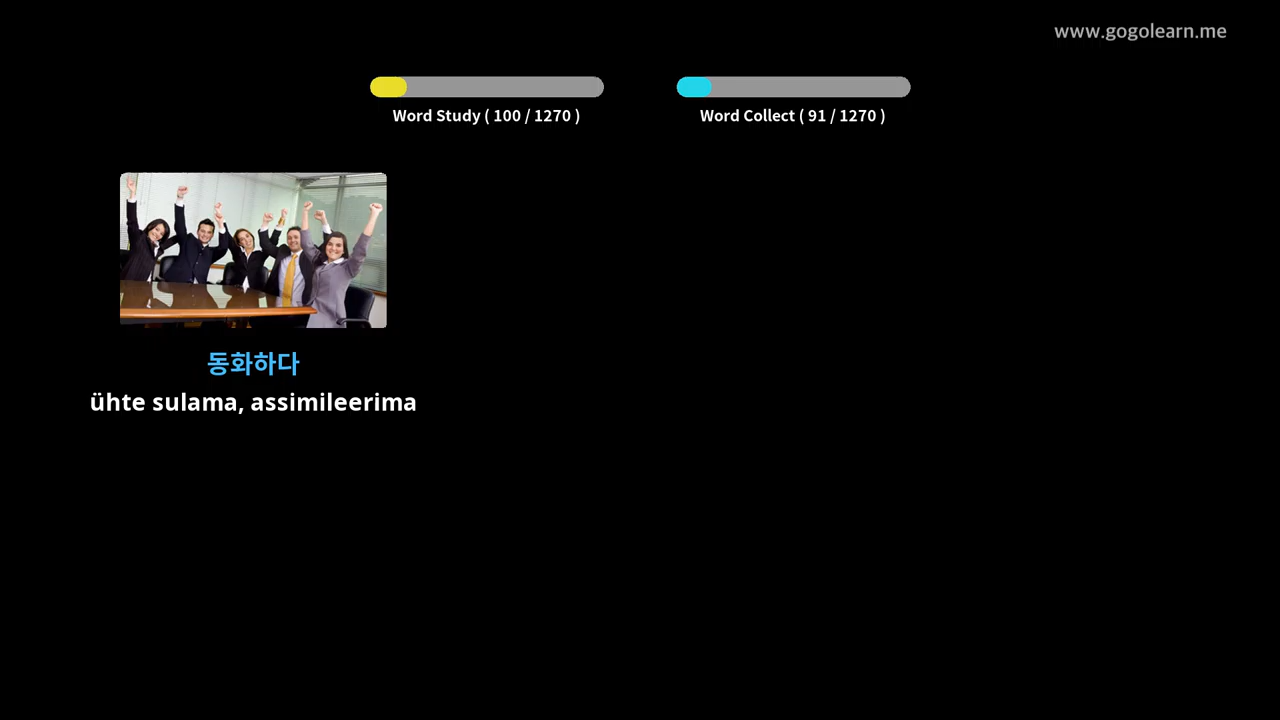 www.gogolearn.me
Word Study ( 100 / 1270 )
Word Collect ( 91 / 1270 )
동화하다
ühte sulama, assimileerima